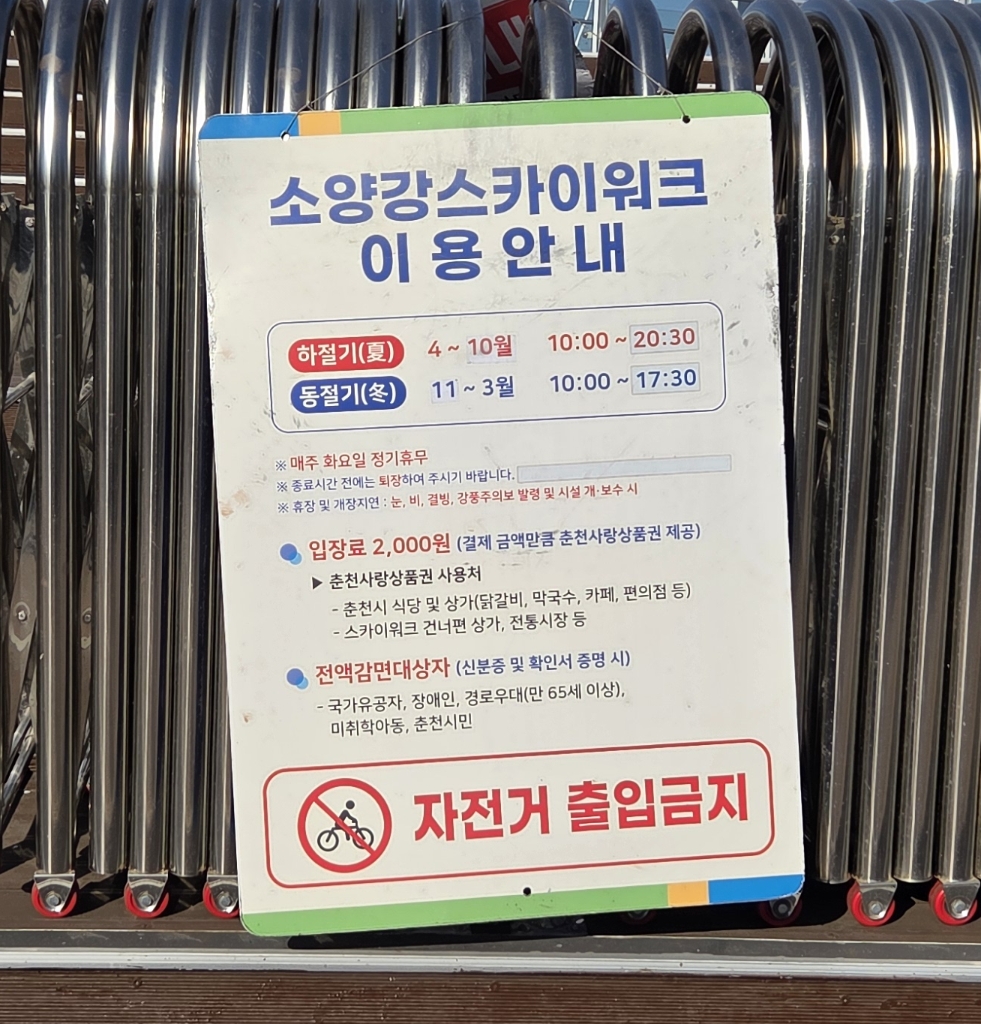 소양강스카이워크
이 용 안 내
하절기(夏) 4 ~ 10월 10:00 ~ 20:30
동절기(冬) 11 ~ 3월 10:00 ~ 17:30
※ 매주 화요일 정기휴무
※ 종료시간 전에는 퇴장하여 주시기 바랍니다.
※ 휴장 및 개장지연 : 눈, 비, 결빙, 강풍주의보 발령 및 시설 개·보수 시
입장료 2,000원 (결제 금액만큼 춘천사랑상품권 제공)
▶ 춘천사랑상품권 사용처
- 춘천시 식당 및 상가(닭갈비, 막국수, 카페, 편의점 등)
- 스카이워크 건너편 상가, 전통시장 등
전액감면대상자 (신분증 및 확인서 증명 시)
- 국가유공자, 장애인, 경로우대(만 65세 이상),
미취학아동, 춘천시민
자전거 출입금지